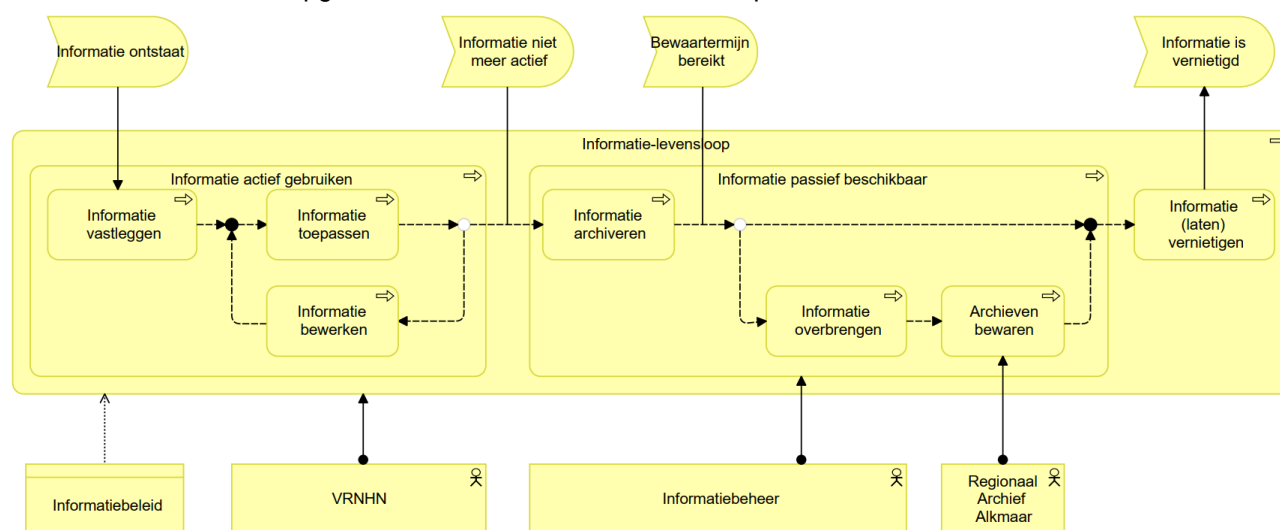 Informatie ontstaat
Informatie niet
meer actief
Bewaartermijn
bereikt
Informatie is
vernietigd
Informatie-levensloop
Informatie actief gebruiken
Informatie passief beschikbaar
Informatie
vastleggen
Informatie
toepassen
Informatie
archiveren
Informatie
(laten)
vernietigen
Informatie
bewerken
Informatie
overbrengen
Archieven
bewaren
Informatiebeleid
VRNHN
Informatiebeheer
Regionaal
Archief
Alkmaar